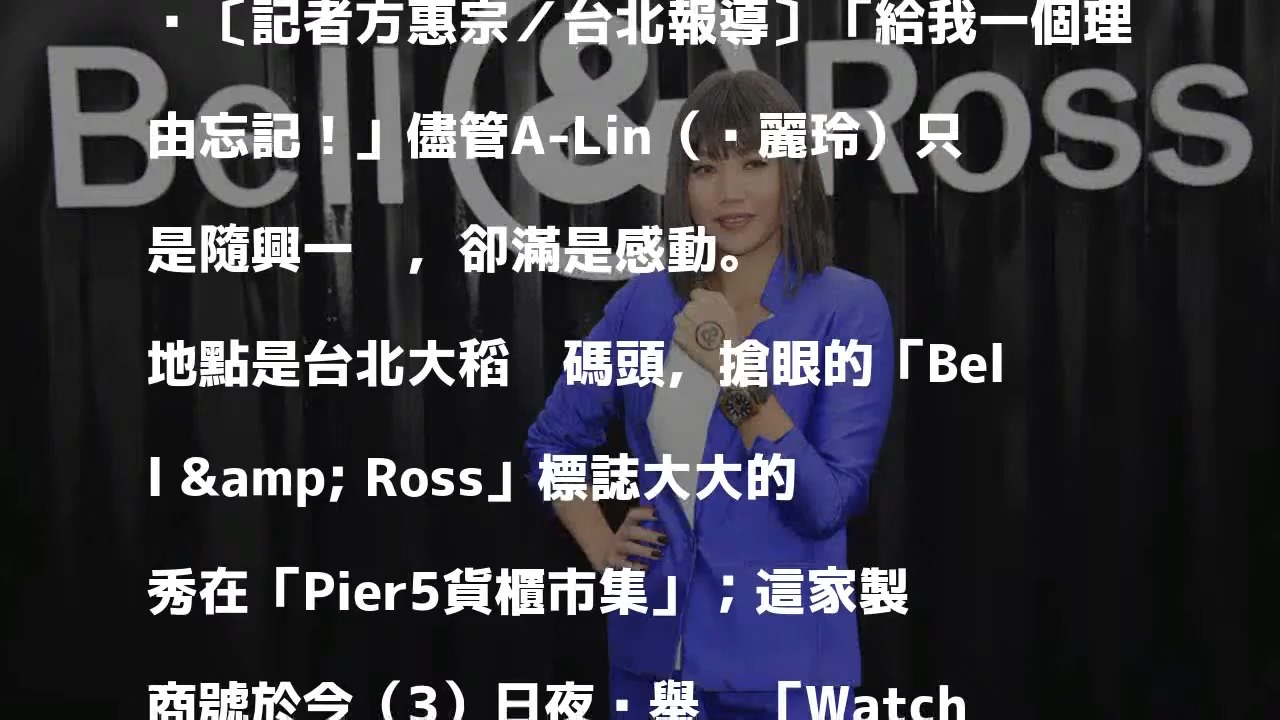 Bell & Ross
・〔記者方惠宗／台北報導〕「給我一個理
由忘記！」儘管A-Lin（・麗玲）只
是隨興一　，卻滿是感動。
地點是台北大稻　碼頭，搶眼的「Bel
l &amp; Ross」標誌大大的
秀在「Pier5貨櫃市集」；這家製
商號於今（3）日夜・舉　「Watch